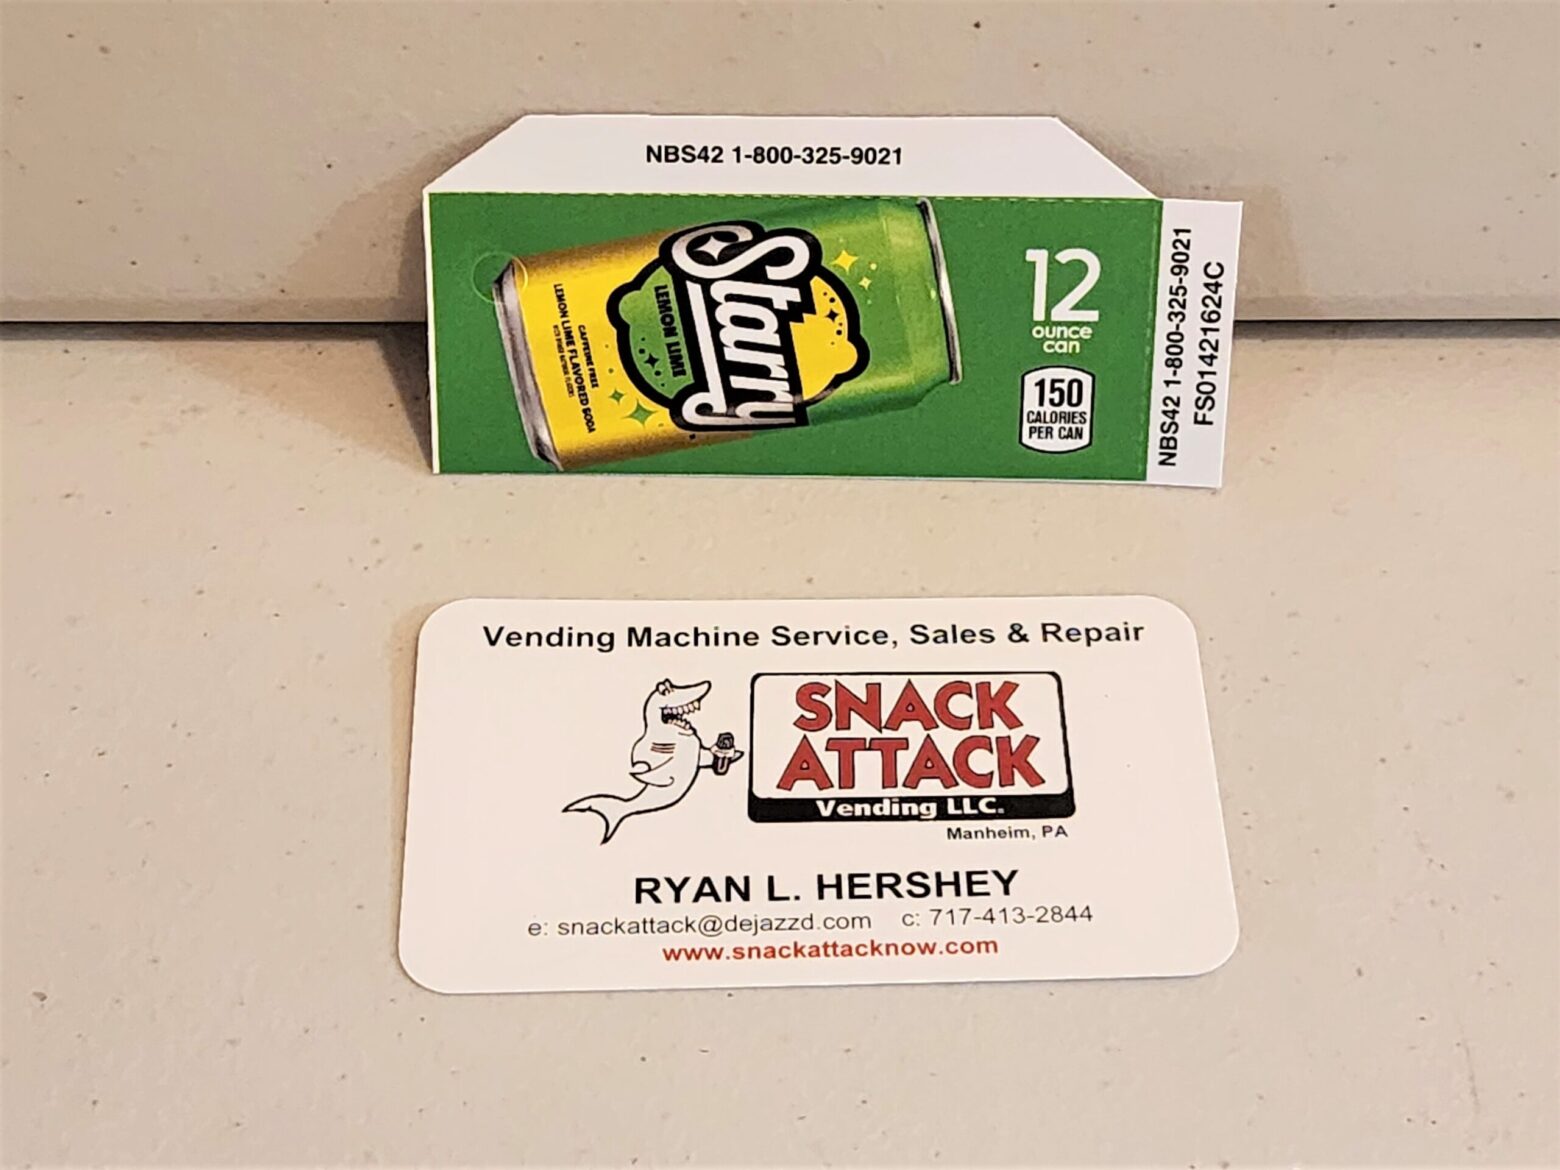 NBS42 1-800-325-9021
Starry
LEMON LIME
CAFFEINE FREE
LEMON LIME FLAVORED SODA
12
ounce
can
150
CALORIES
PER CAN
NBS42 1-800-325-9021
FS01421624C
Vending Machine Service, Sales & Repair
SNACK
ATTACK
Vending LLC.
Manheim, PA
RYAN L. HERSHEY
e: snackattack@dejazzd.com c: 717-413-2844
www.snackattacknow.com